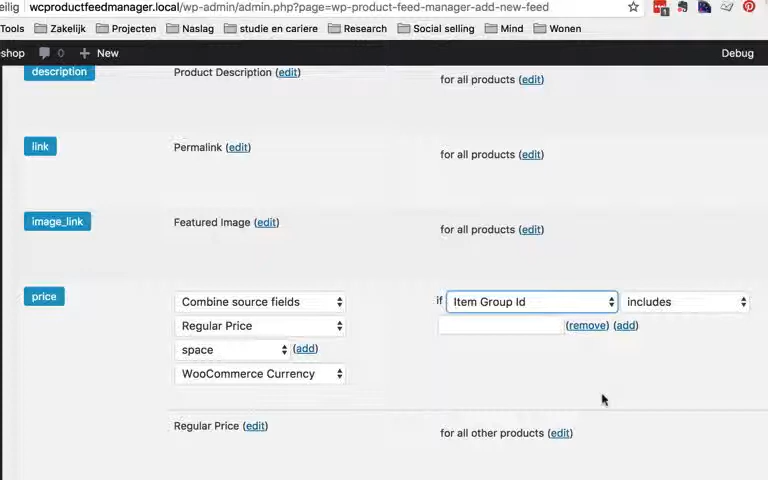 eilig wcproductfeedmanager.local/wp-admin/admin.php?page=wp-product-feed-manager-add-new-feed
Tools Zakelijk Projecten Naslag studie en cariere Research Social selling Mind Wonen
shop 0 + New Debug
description Product Description (edit) for all products (edit)
link Permalink (edit) for all products (edit)
image_link Featured Image (edit) for all products (edit)
price Combine source fields if Item Group Id includes
Regular Price (remove) (add)
space (add)
WooCommerce Currency
Regular Price (edit) for all other products (edit)